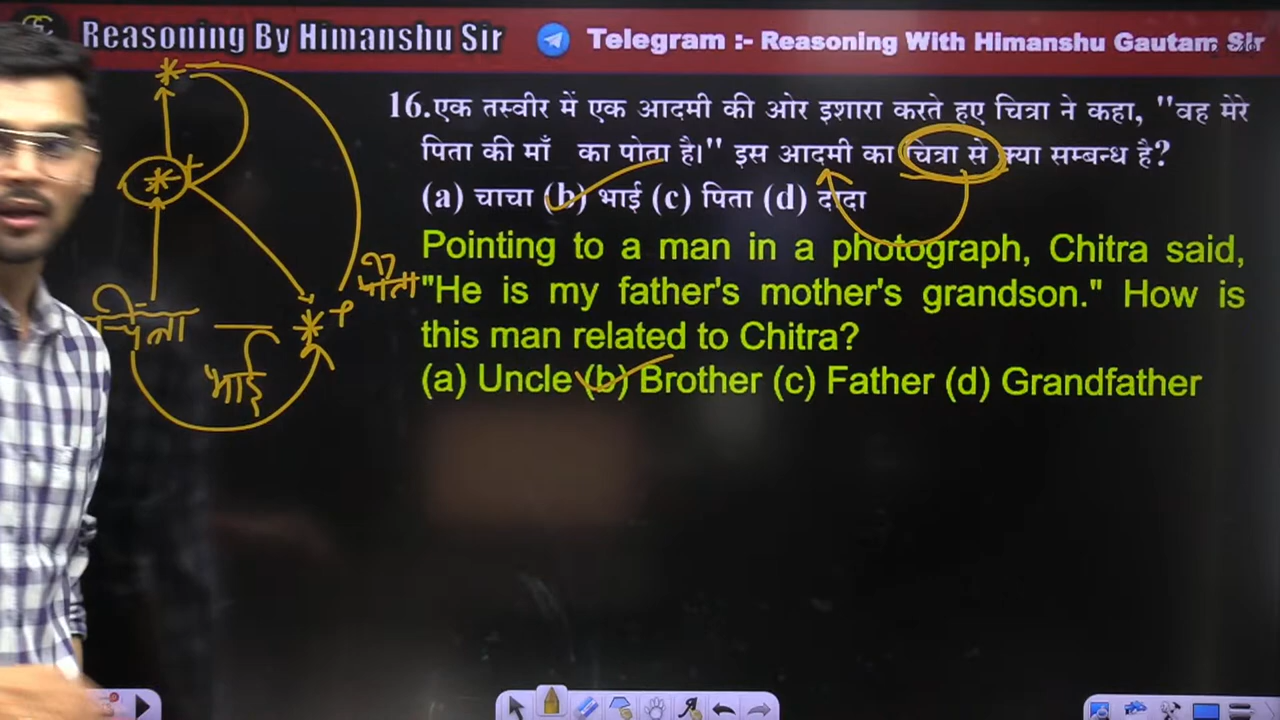 Reasoning By Himanshu Sir
Telegram :- Reasoning With Himanshu Gautam Sir
16.एक तस्वीर में एक आदमी की ओर इशारा करते हुए चित्रा ने कहा, "वह मेरे
पिता की माँ का पोता है।" इस आदमी का चित्रा से क्या सम्बन्ध है?
(a) चाचा (b) भाई (c) पिता (d) दादा
पोता
भाई
Pointing to a man in a photograph, Chitra said,
"He is my father's mother's grandson." How is
this man related to Chitra?
(a) Uncle (b) Brother (c) Father (d) Grandfather